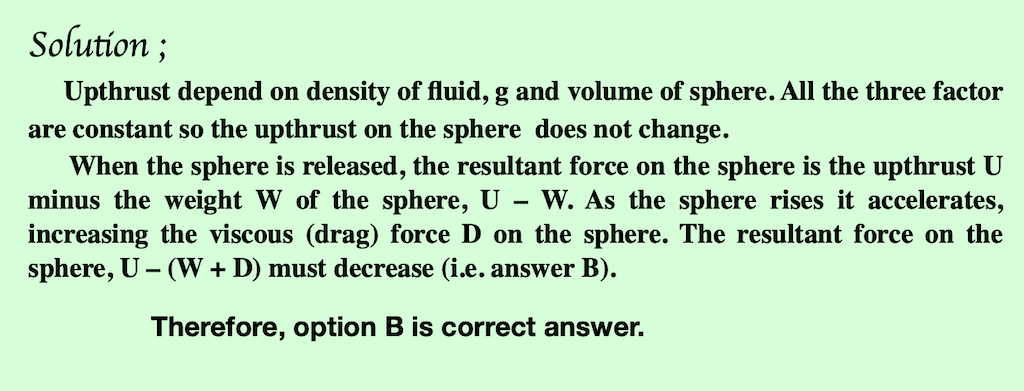 Solution ;
Upthrust depend on density of fluid, g and volume of sphere. All the three factor
are constant so the upthrust on the sphere does not change.
When the sphere is released, the resultant force on the sphere is the upthrust U
minus the weight W of the sphere, U – W. As the sphere rises it accelerates,
increasing the viscous (drag) force D on the sphere. The resultant force on the
sphere, U – (W + D) must decrease (i.e. answer B).
Therefore, option B is correct answer.